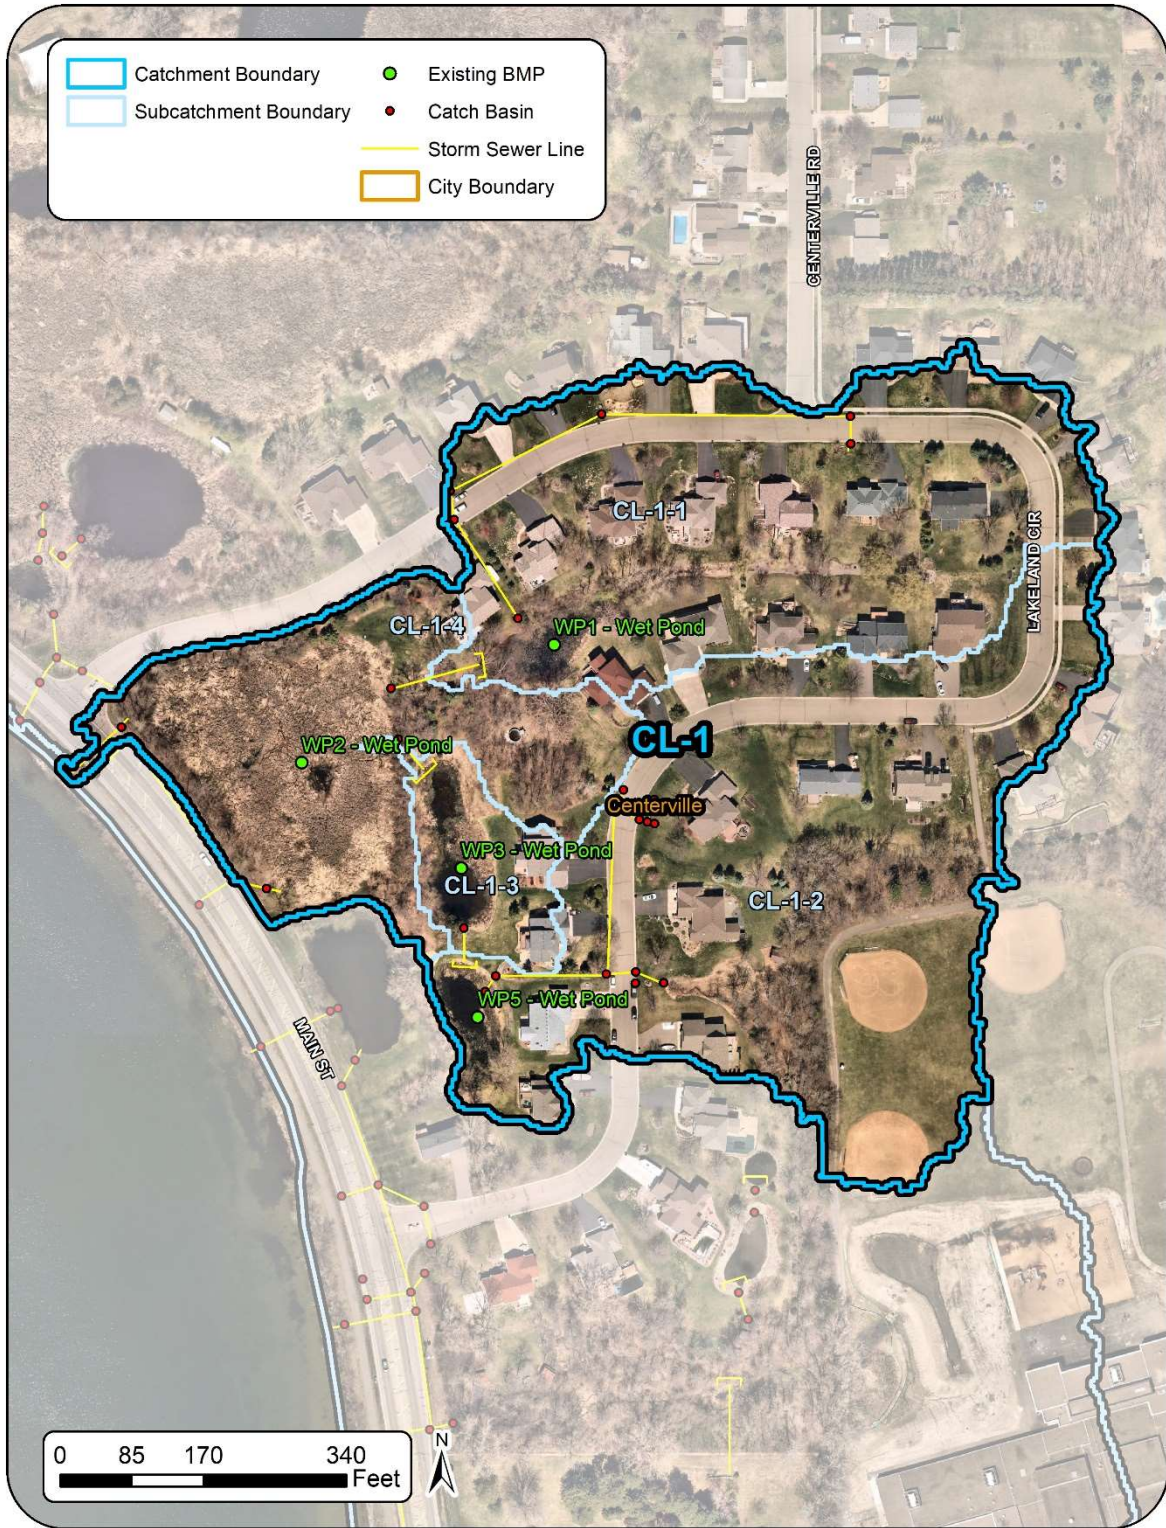 Catchment Boundary
Subcatchment Boundary
Existing BMP
Catch Basin
Storm Sewer Line
City Boundary
CENTERVILLE RD
CL-1-1
LAKELAND CIR
CL-1-4
WP1 - Wet Pond
CL-1
WP2 - Wet Pond
Centerville
WP3 - Wet Pond
CL-1-3
CL-1-2
WP5 - Wet Pond
MAIN ST
0 85 170 340
Feet
N